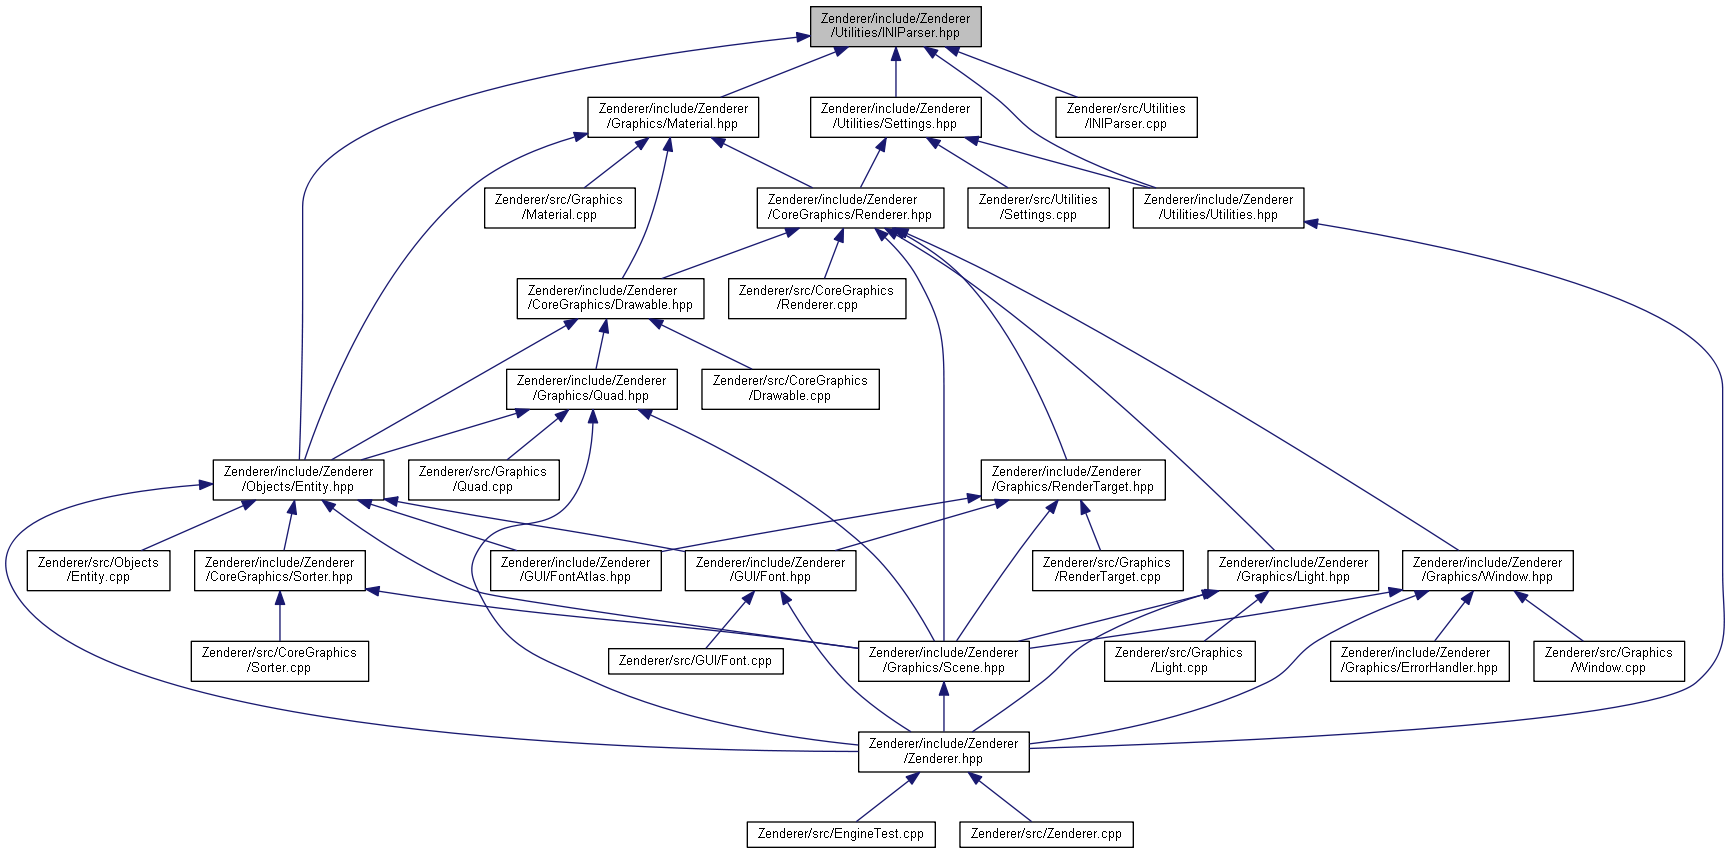 Zenderer/include/Zenderer
/Utilities/INIParser.hpp
Zenderer/include/Zenderer
/Graphics/Material.hpp
Zenderer/include/Zenderer
/Utilities/Settings.hpp
Zenderer/src/Utilities
/INIParser.cpp
Zenderer/src/Graphics
/Material.cpp
Zenderer/include/Zenderer
/CoreGraphics/Renderer.hpp
Zenderer/src/Utilities
/Settings.cpp
Zenderer/include/Zenderer
/Utilities/Utilities.hpp
Zenderer/include/Zenderer
/CoreGraphics/Drawable.hpp
Zenderer/src/CoreGraphics
/Renderer.cpp
Zenderer/include/Zenderer
/Graphics/Quad.hpp
Zenderer/src/CoreGraphics
/Drawable.cpp
Zenderer/include/Zenderer
/Objects/Entity.hpp
Zenderer/src/Graphics
/Quad.cpp
Zenderer/include/Zenderer
/Graphics/RenderTarget.hpp
Zenderer/src/Objects
/Entity.cpp
Zenderer/include/Zenderer
/CoreGraphics/Sorter.hpp
Zenderer/include/Zenderer
/GUI/FontAtlas.hpp
Zenderer/include/Zenderer
/GUI/Font.hpp
Zenderer/src/Graphics
/RenderTarget.cpp
Zenderer/include/Zenderer
/Graphics/Light.hpp
Zenderer/include/Zenderer
/Graphics/Window.hpp
Zenderer/src/CoreGraphics
/Sorter.cpp
Zenderer/src/GUI/Font.cpp
Zenderer/include/Zenderer
/Graphics/Scene.hpp
Zenderer/src/Graphics
/Light.cpp
Zenderer/include/Zenderer
/Graphics/ErrorHandler.hpp
Zenderer/src/Graphics
/Window.cpp
Zenderer/include/Zenderer
/Zenderer.hpp
Zenderer/src/EngineTest.cpp
Zenderer/src/Zenderer.cpp